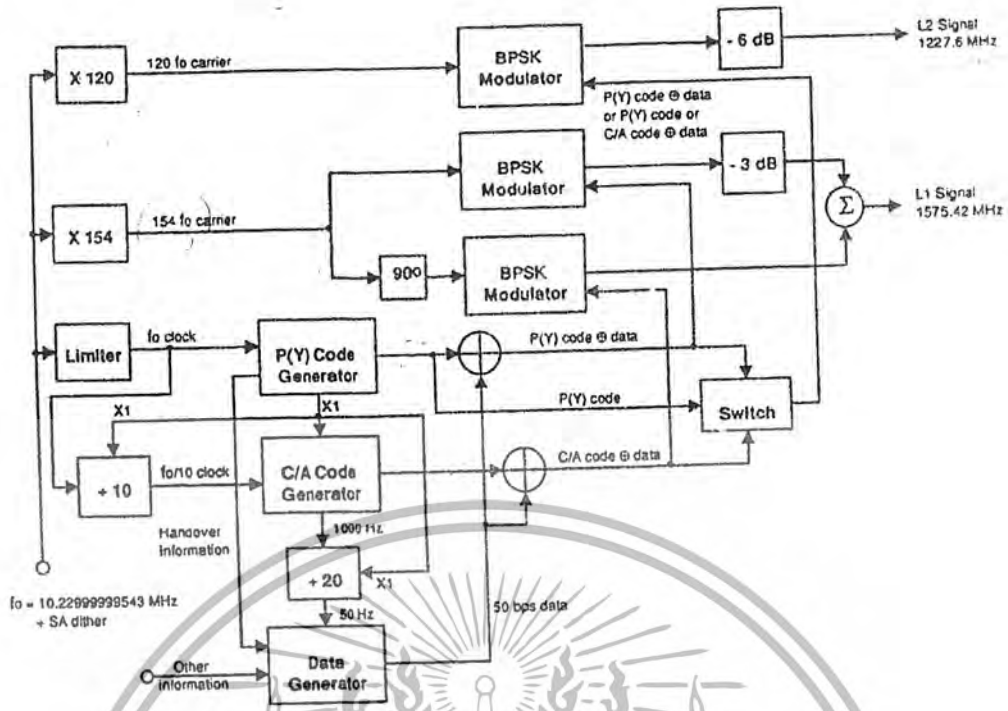 L2 Signal
1227.6 MHz
- 6 dB
BPSK
Modulator
X 120
120 fo carrier
P(Y) code ⊕ data
or P(Y) code or
C/A code ⊕ data
BPSK
Modulator
- 3 dB
Σ
L1 Signal
1575.42 MHz
X 154
154 fo carrier
90º
BPSK
Modulator
Limiter
fo clock
P(Y) Code
Generator
P(Y) code ⊕ data
P(Y) code
Switch
X1
X1
÷ 10
fo/10 clock
C/A Code
Generator
C/A code ⊕ data
Handover
Information
1000 Hz
÷ 20
X1
fo = 10.22999999543 MHz
+ SA dither
50 Hz
50 bps data
Other
information
Data
Generator